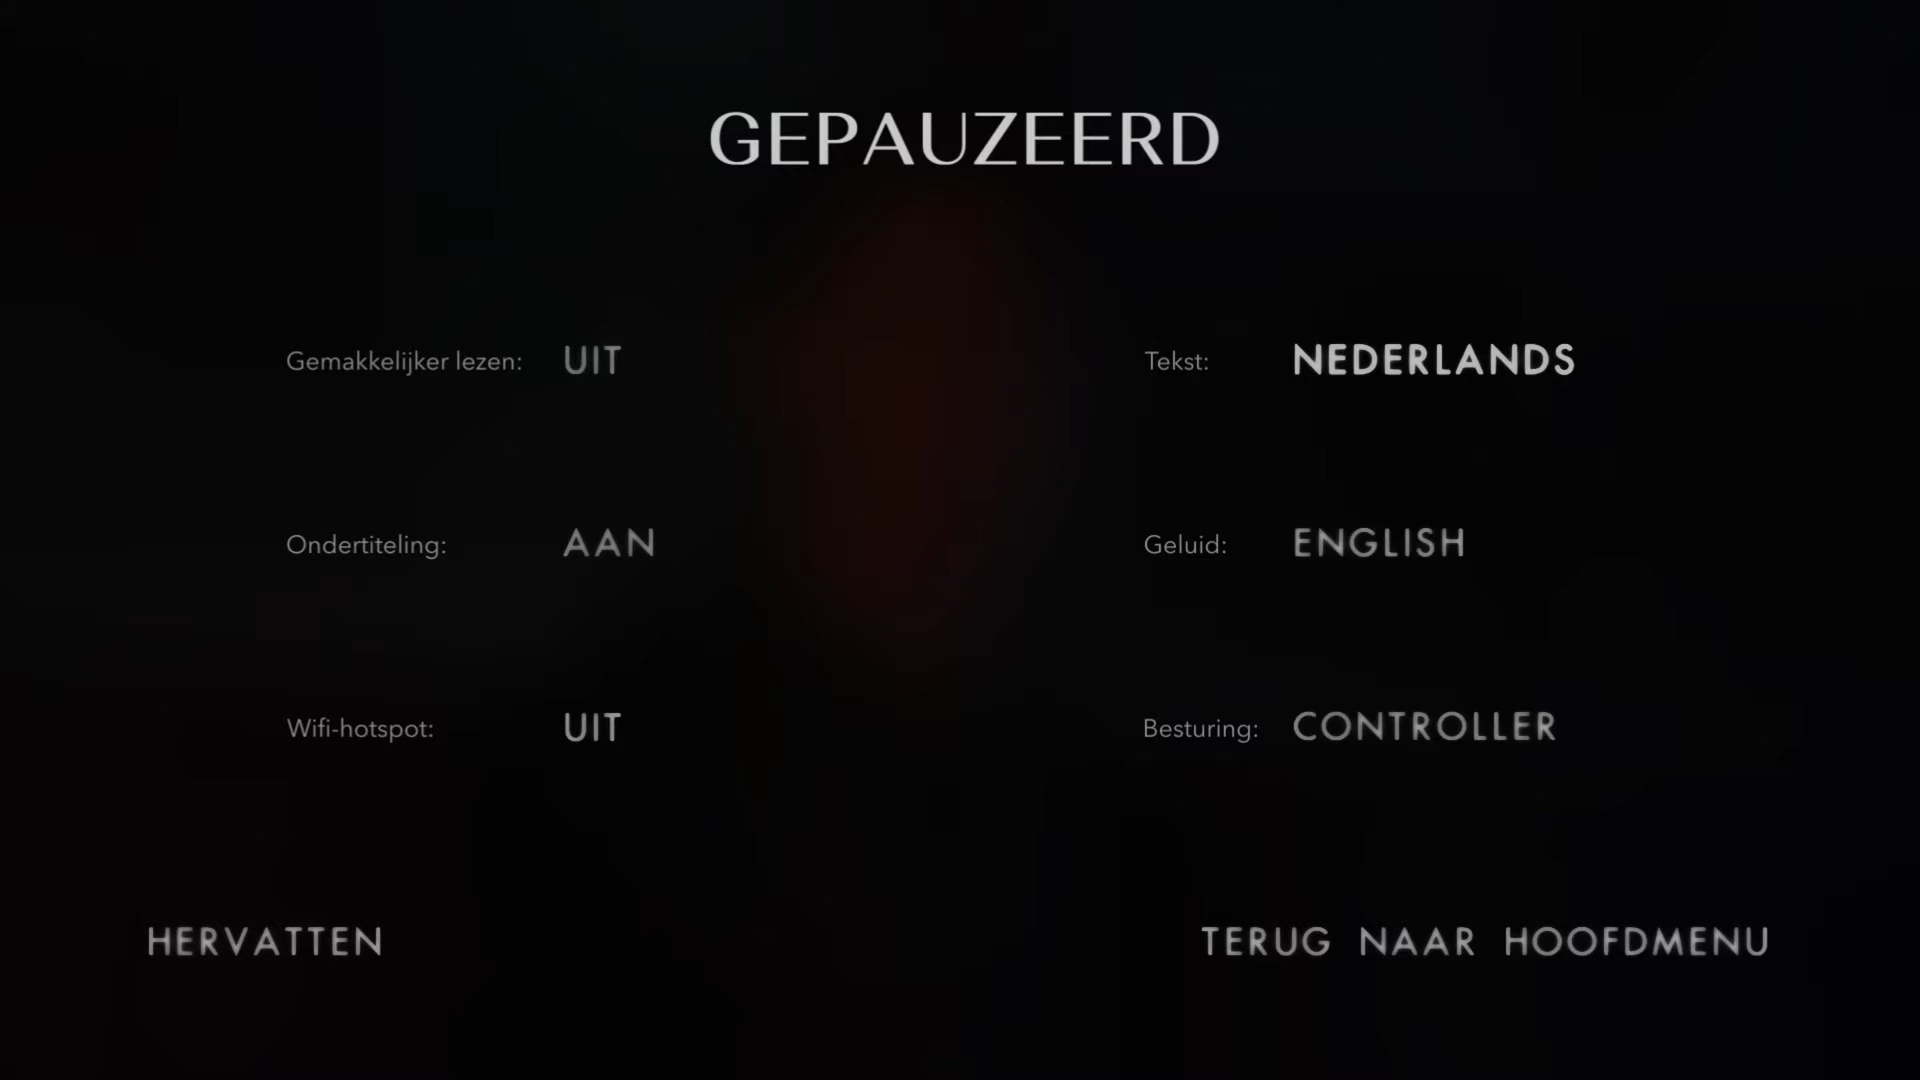 GEPAUZEERD
Gemakkelijker lezen: UIT
Tekst: NEDERLANDS
Ondertiteling: AAN
Geluid: ENGLISH
Wifi-hotspot: UIT
Besturing: CONTROLLER
HERVATTEN
TERUG NAAR HOOFDMENU